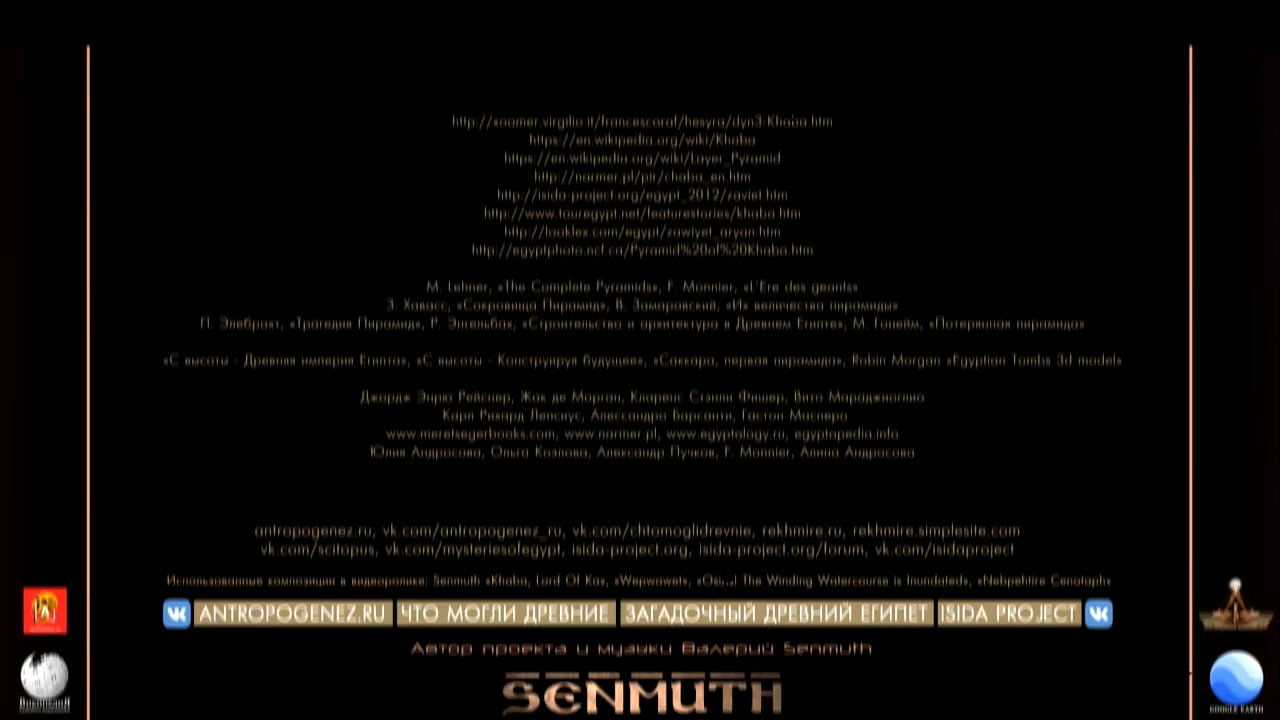 http://xoomer.virgilio.it/francescoraf/hesyra/dyn3-Khaba.htm
https://en.wikipedia.org/wiki/Khaba
https://en.wikipedia.org/wiki/Layer_Pyramid
http://narmer.pl/pir/chaba_en.htm
http://isida-project.org/egypt_2012/zaviet.htm
http://www.touregypt.net/featurestories/khaba.htm
http://looklex.com/egypt/zawiyet_aryan.htm
http://egyptphoto.ncf.ca/Pyramid%20of%20Khaba.htm
M. Lehner, «The Complete Pyramids», F. Monnier, «L'Ere des geants»
З. Хавасс, «Сокровища Пирамид», В. Замаровский, «Их величества пирамиды»
П. Элебрахт, «Трагедия Пирамид», Р. Энгельбах, «Строительство и архитектура в Древнем Египте», М. Гонейм, «Потерянная пирамида»
«С высоты - Древняя империя Египта», «С высоты - Конструируя будущее», «Саккара, первая пирамида», Robin Morgan «Egyptian Tombs 3d model»
Джордж Энрю Рейснер, Жак де Морган, Кларенс Стэнли Фишер, Вито Мараджиоглио
Карл Рихард Лепсиус, Алессандро Барсанти, Гастон Масперо
www.meretsegerbooks.com, www.narmer.pl, www.egyptology.ru, egyptopedia.info
Юлия Андросова, Ольга Козлова, Александр Пучков, F. Monnier, Алина Андросова
antropogenez.ru, vk.com/antropogenez_ru, vk.com/chtomoglidrevnie, rekhmire.ru, rekhmire.simplesite.com
vk.com/scitopus, vk.com/mysteriesofegypt, isida-project.org, isida-project.org/forum, vk.com/isidaproject
Использованные композиции в видеоролике: Senmuth «Khaba, Lord Of Ka», «Wepwawet», «Osi...| The Winding Watercourse is Inundated», «Nebpehtire Cenotaph»
ANTROPOGENEZ.RU ЧТО МОГЛИ ДРЕВНИЕ ЗАГАДОЧНЫЙ ДРЕВНИЙ ЕГИПЕТ ISIDA PROJECT
Автор проекта и музыки Валерий Senmuth
SENMUTH
GOOGLE EARTH